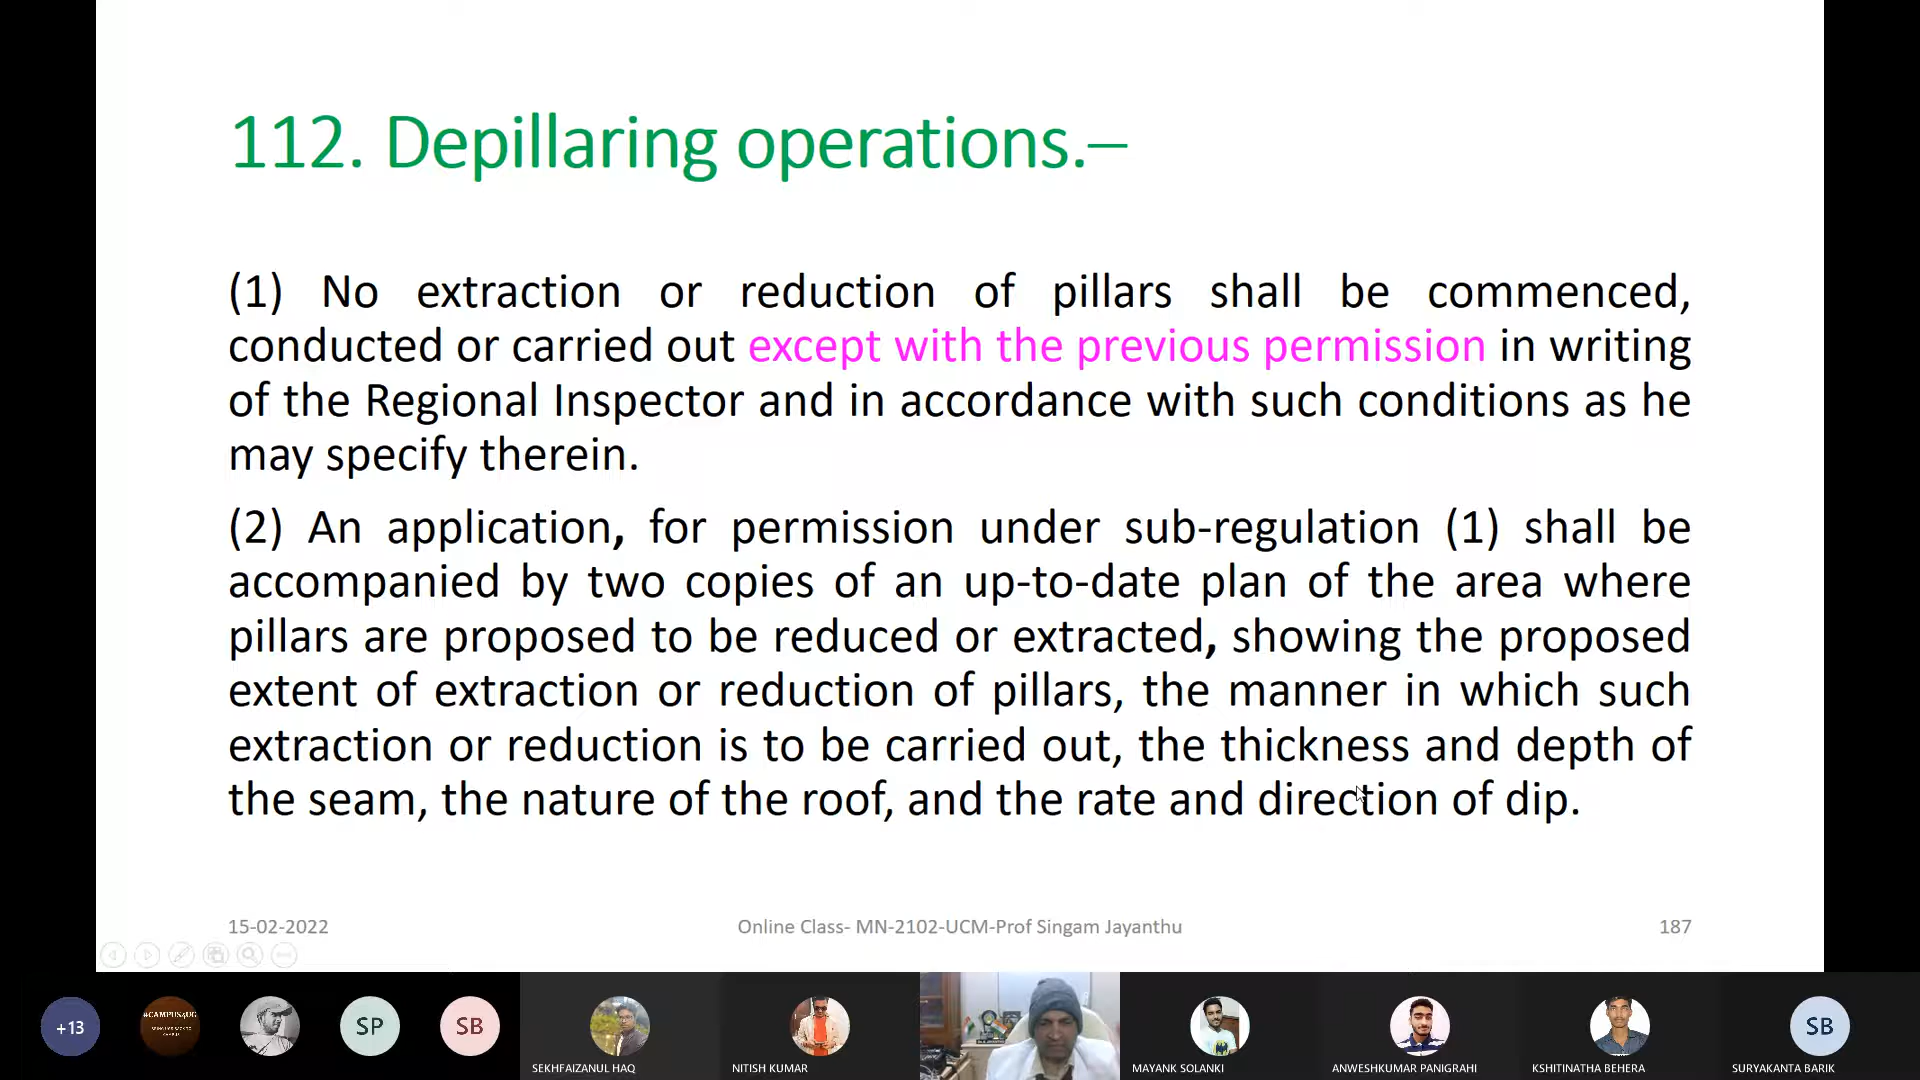 112. Depillaring operations.–
(1) No extraction or reduction of pillars shall be commenced,
conducted or carried out except with the previous permission in writing
of the Regional Inspector and in accordance with such conditions as he
may specify therein.
(2) An application, for permission under sub-regulation (1) shall be
accompanied by two copies of an up-to-date plan of the area where
pillars are proposed to be reduced or extracted, showing the proposed
extent of extraction or reduction of pillars, the manner in which such
extraction or reduction is to be carried out, the thickness and depth of
the seam, the nature of the roof, and the rate and direction of dip.
15-02-2022
Online Class- MN-2102-UCM-Prof Singam Jayanthu
187
+13
#CAMPUS4UG
SP
SB
SB
SEKHFAIZANUL HAQ
NITISH KUMAR
MAYANK SOLANKI
ANWESHKUMAR PANIGRAHI
KSHITINATHA BEHERA
SURYAKANTA BARIK